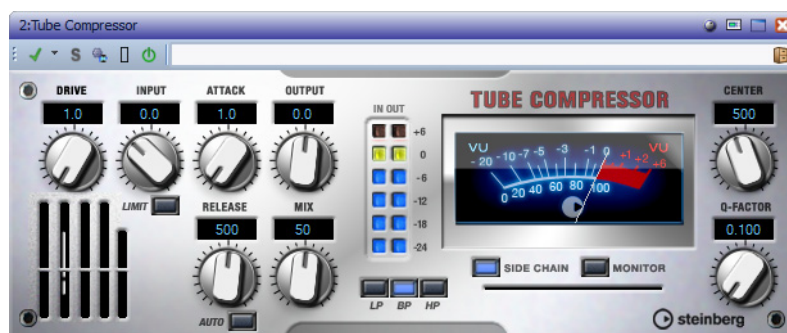 2:Tube Compressor
S
DRIVE INPUT ATTACK OUTPUT
1.0 0.0 1.0 0.0
LIMIT
RELEASE MIX
500 50
AUTO
IN OUT
+6
0
-6
-12
-18
-24
LP BP HP
TUBE COMPRESSOR
VU VU
- 20 -10 -7 -5 -3 -1 0 +1 +2 +6
0 20 40 60 80 100
SIDE CHAIN MONITOR
CENTER
500
Q-FACTOR
0.100
steinberg